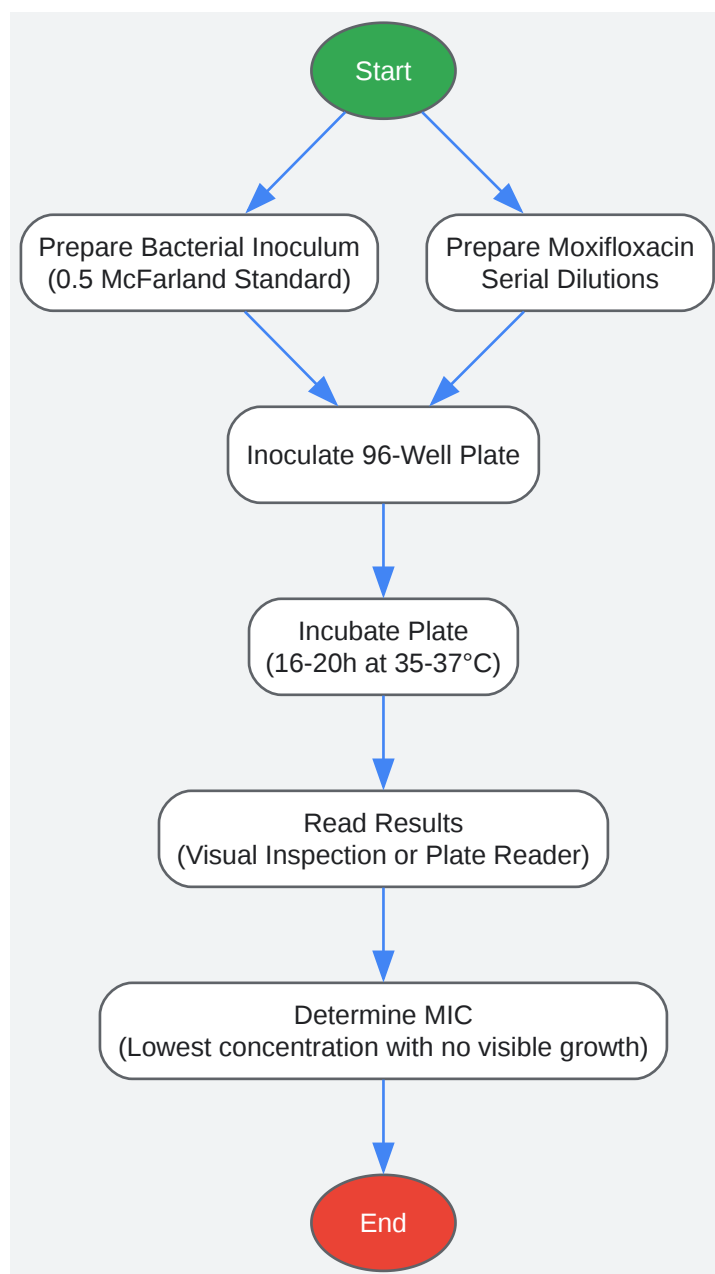 Start
Prepare Bacterial Inoculum
(0.5 McFarland Standard)
Prepare Moxifloxacin
Serial Dilutions
Inoculate 96-Well Plate
Incubate Plate
(16-20h at 35-37°C)
Read Results
(Visual Inspection or Plate Reader)
Determine MIC
(Lowest concentration with no visible growth)
End